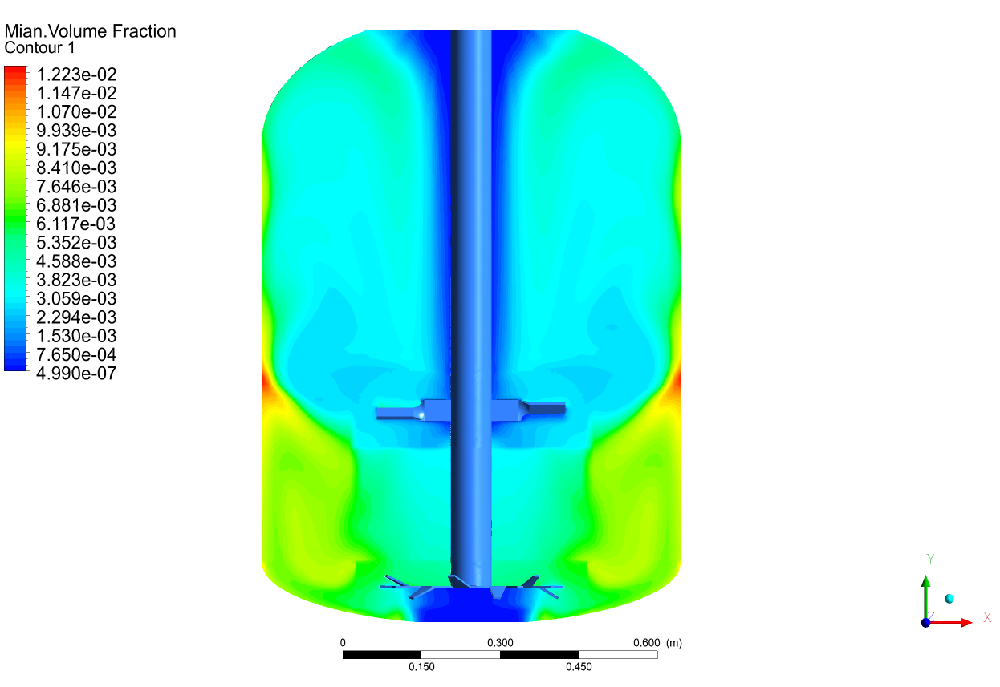 Mian.Volume Fraction
Contour 1
1.223e-02
1.147e-02
1.070e-02
9.939e-03
9.175e-03
8.410e-03
7.646e-03
6.881e-03
6.117e-03
5.352e-03
4.588e-03
3.823e-03
3.059e-03
2.294e-03
1.530e-03
7.650e-04
4.990e-07
Y
Z
X
0 0.300 0.600 (m)
0.150 0.450